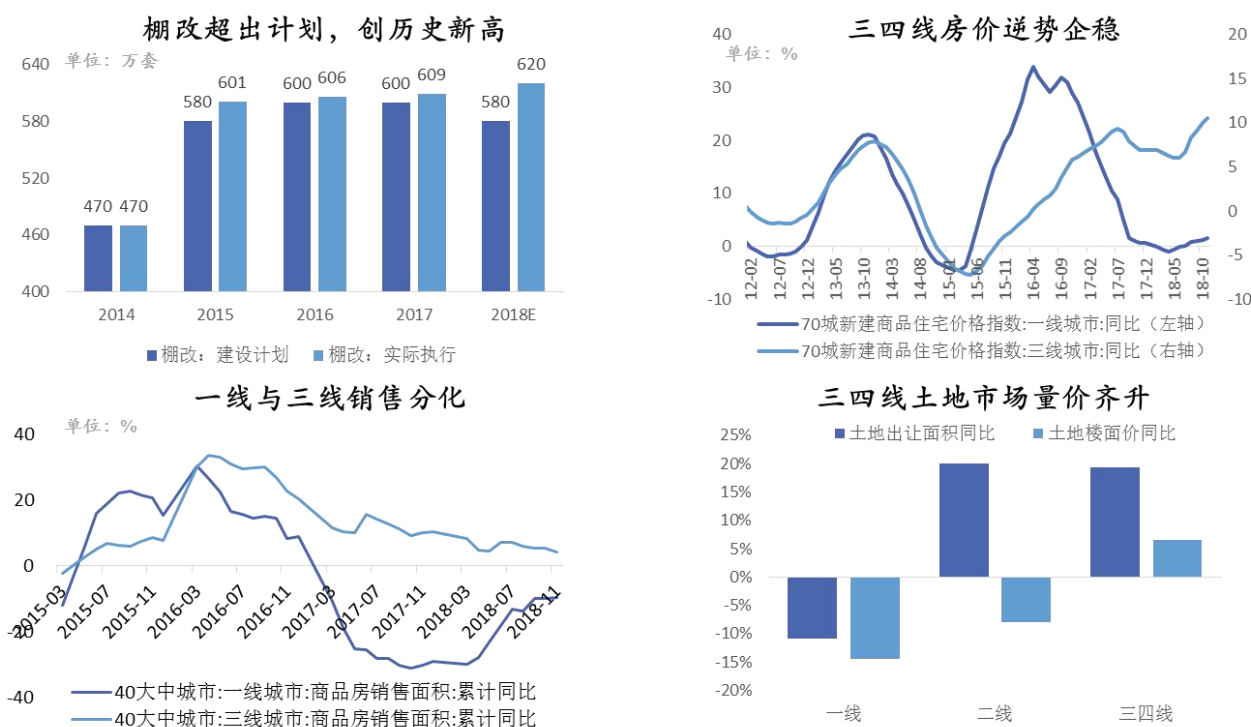 棚改超出计划，创历史新高
单位：万套
640
580
520
460
400
470 470
580 601
600 606
600 609
580 620
2014 2015 2016 2017 2018E
棚改：建设计划 棚改：实际执行
三四线房价逆势企稳
单位：%
40
30
20
10
0
-10
20
15
10
5
0
-5
-10
12-02 12-07 12-12 13-05 13-10 14-03 14-08 15-01 15-06 15-11 16-04 16-09 17-02 17-07 17-12 18-05 18-10
70城新建商品住宅价格指数:一线城市:同比（左轴）
70城新建商品住宅价格指数:三线城市:同比（右轴）
一线与三线销售分化
单位：%
40
20
0
-20
-40
2015-03 2015-07 2015-11 2016-03 2016-07 2016-11 2017-03 2017-07 2017-11 2018-03 2018-07 2018-11
40大中城市:一线城市:商品房销售面积:累计同比
40大中城市:三线城市:商品房销售面积:累计同比
三四线土地市场量价齐升
土地出让面积同比 土地楼面价同比
25%
20%
15%
10%
5%
0%
-5%
-10%
-15%
-20%
一线 二线 三四线